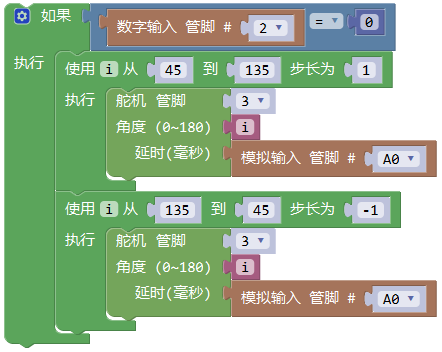 如果 数字输入 管脚 # 2 = 0
执行 使用 i 从 45 到 135 步长为 1
执行 舵机 管脚 3
角度 (0~180) i
延时(毫秒) 模拟输入 管脚 # A0
使用 i 从 135 到 45 步长为 -1
执行 舵机 管脚 3
角度 (0~180) i
延时(毫秒) 模拟输入 管脚 # A0